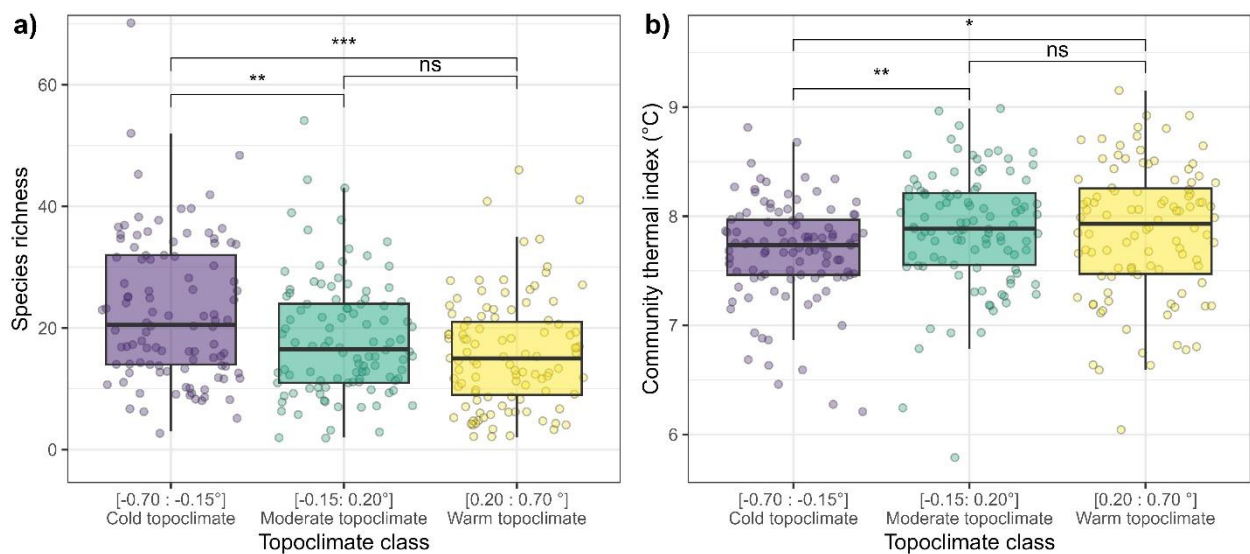 a)
Species richness
60
40
20
0
***
**
ns
[-0.70 : -0.15°]
Cold topoclimate
[-0.15: 0.20°]
Moderate topoclimate
[0.20 : 0.70 °]
Warm topoclimate
Topoclimate class
b)
Community thermal index (°C)
9
8
7
6
*
ns
**
[-0.70 : -0.15°]
Cold topoclimate
[-0.15: 0.20°]
Moderate topoclimate
[0.20 : 0.70 °]
Warm topoclimate
Topoclimate class